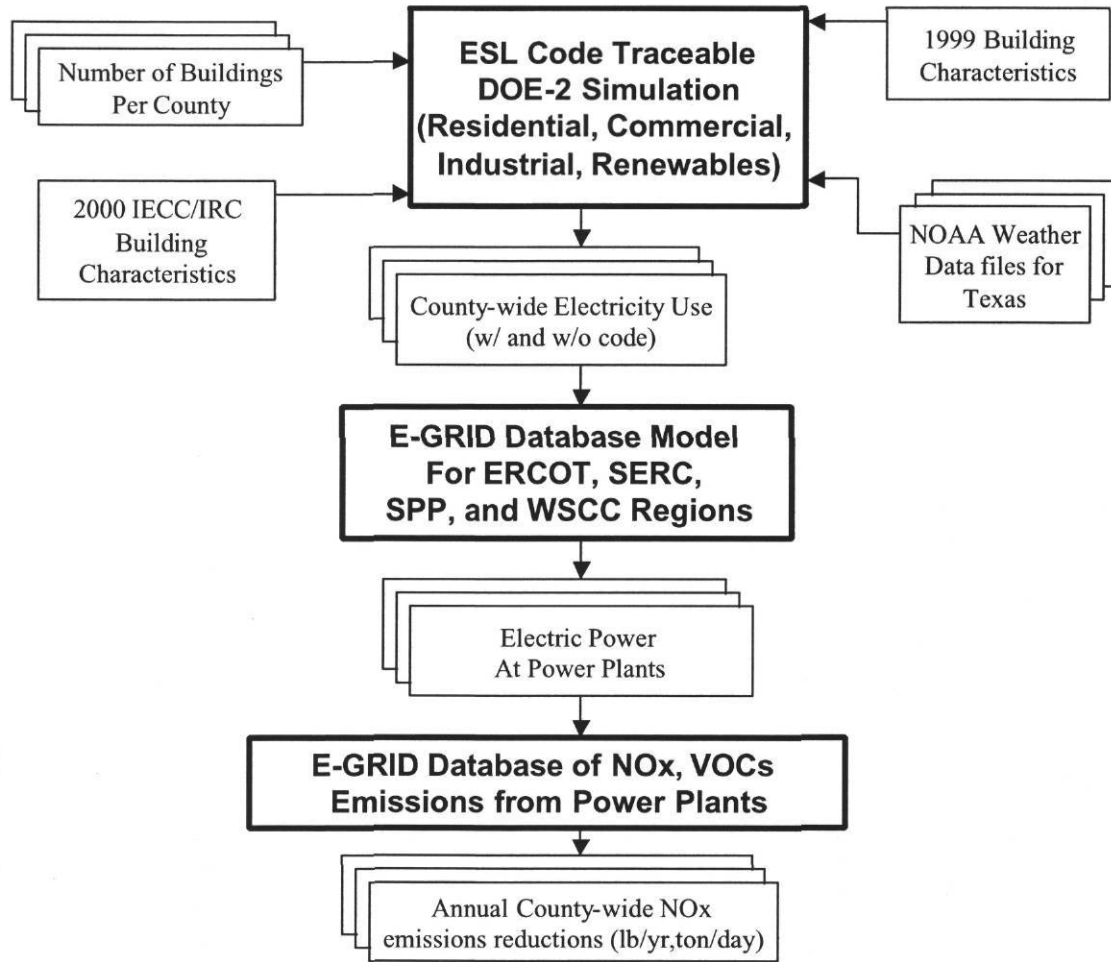 Number of Buildings
Per County
ESL Code Traceable
DOE-2 Simulation
(Residential, Commercial,
Industrial, Renewables)
1999 Building
Characteristics
2000 IECC/IRC
Building
Characteristics
NOAA Weather
Data files for
Texas
County-wide Electricity Use
(w/ and w/o code)
E-GRID Database Model
For ERCOT, SERC,
SPP, and WSCC Regions
Electric Power
At Power Plants
E-GRID Database of NOx, VOCs
Emissions from Power Plants
Annual County-wide NOx
emissions reductions (lb/yr,ton/day)